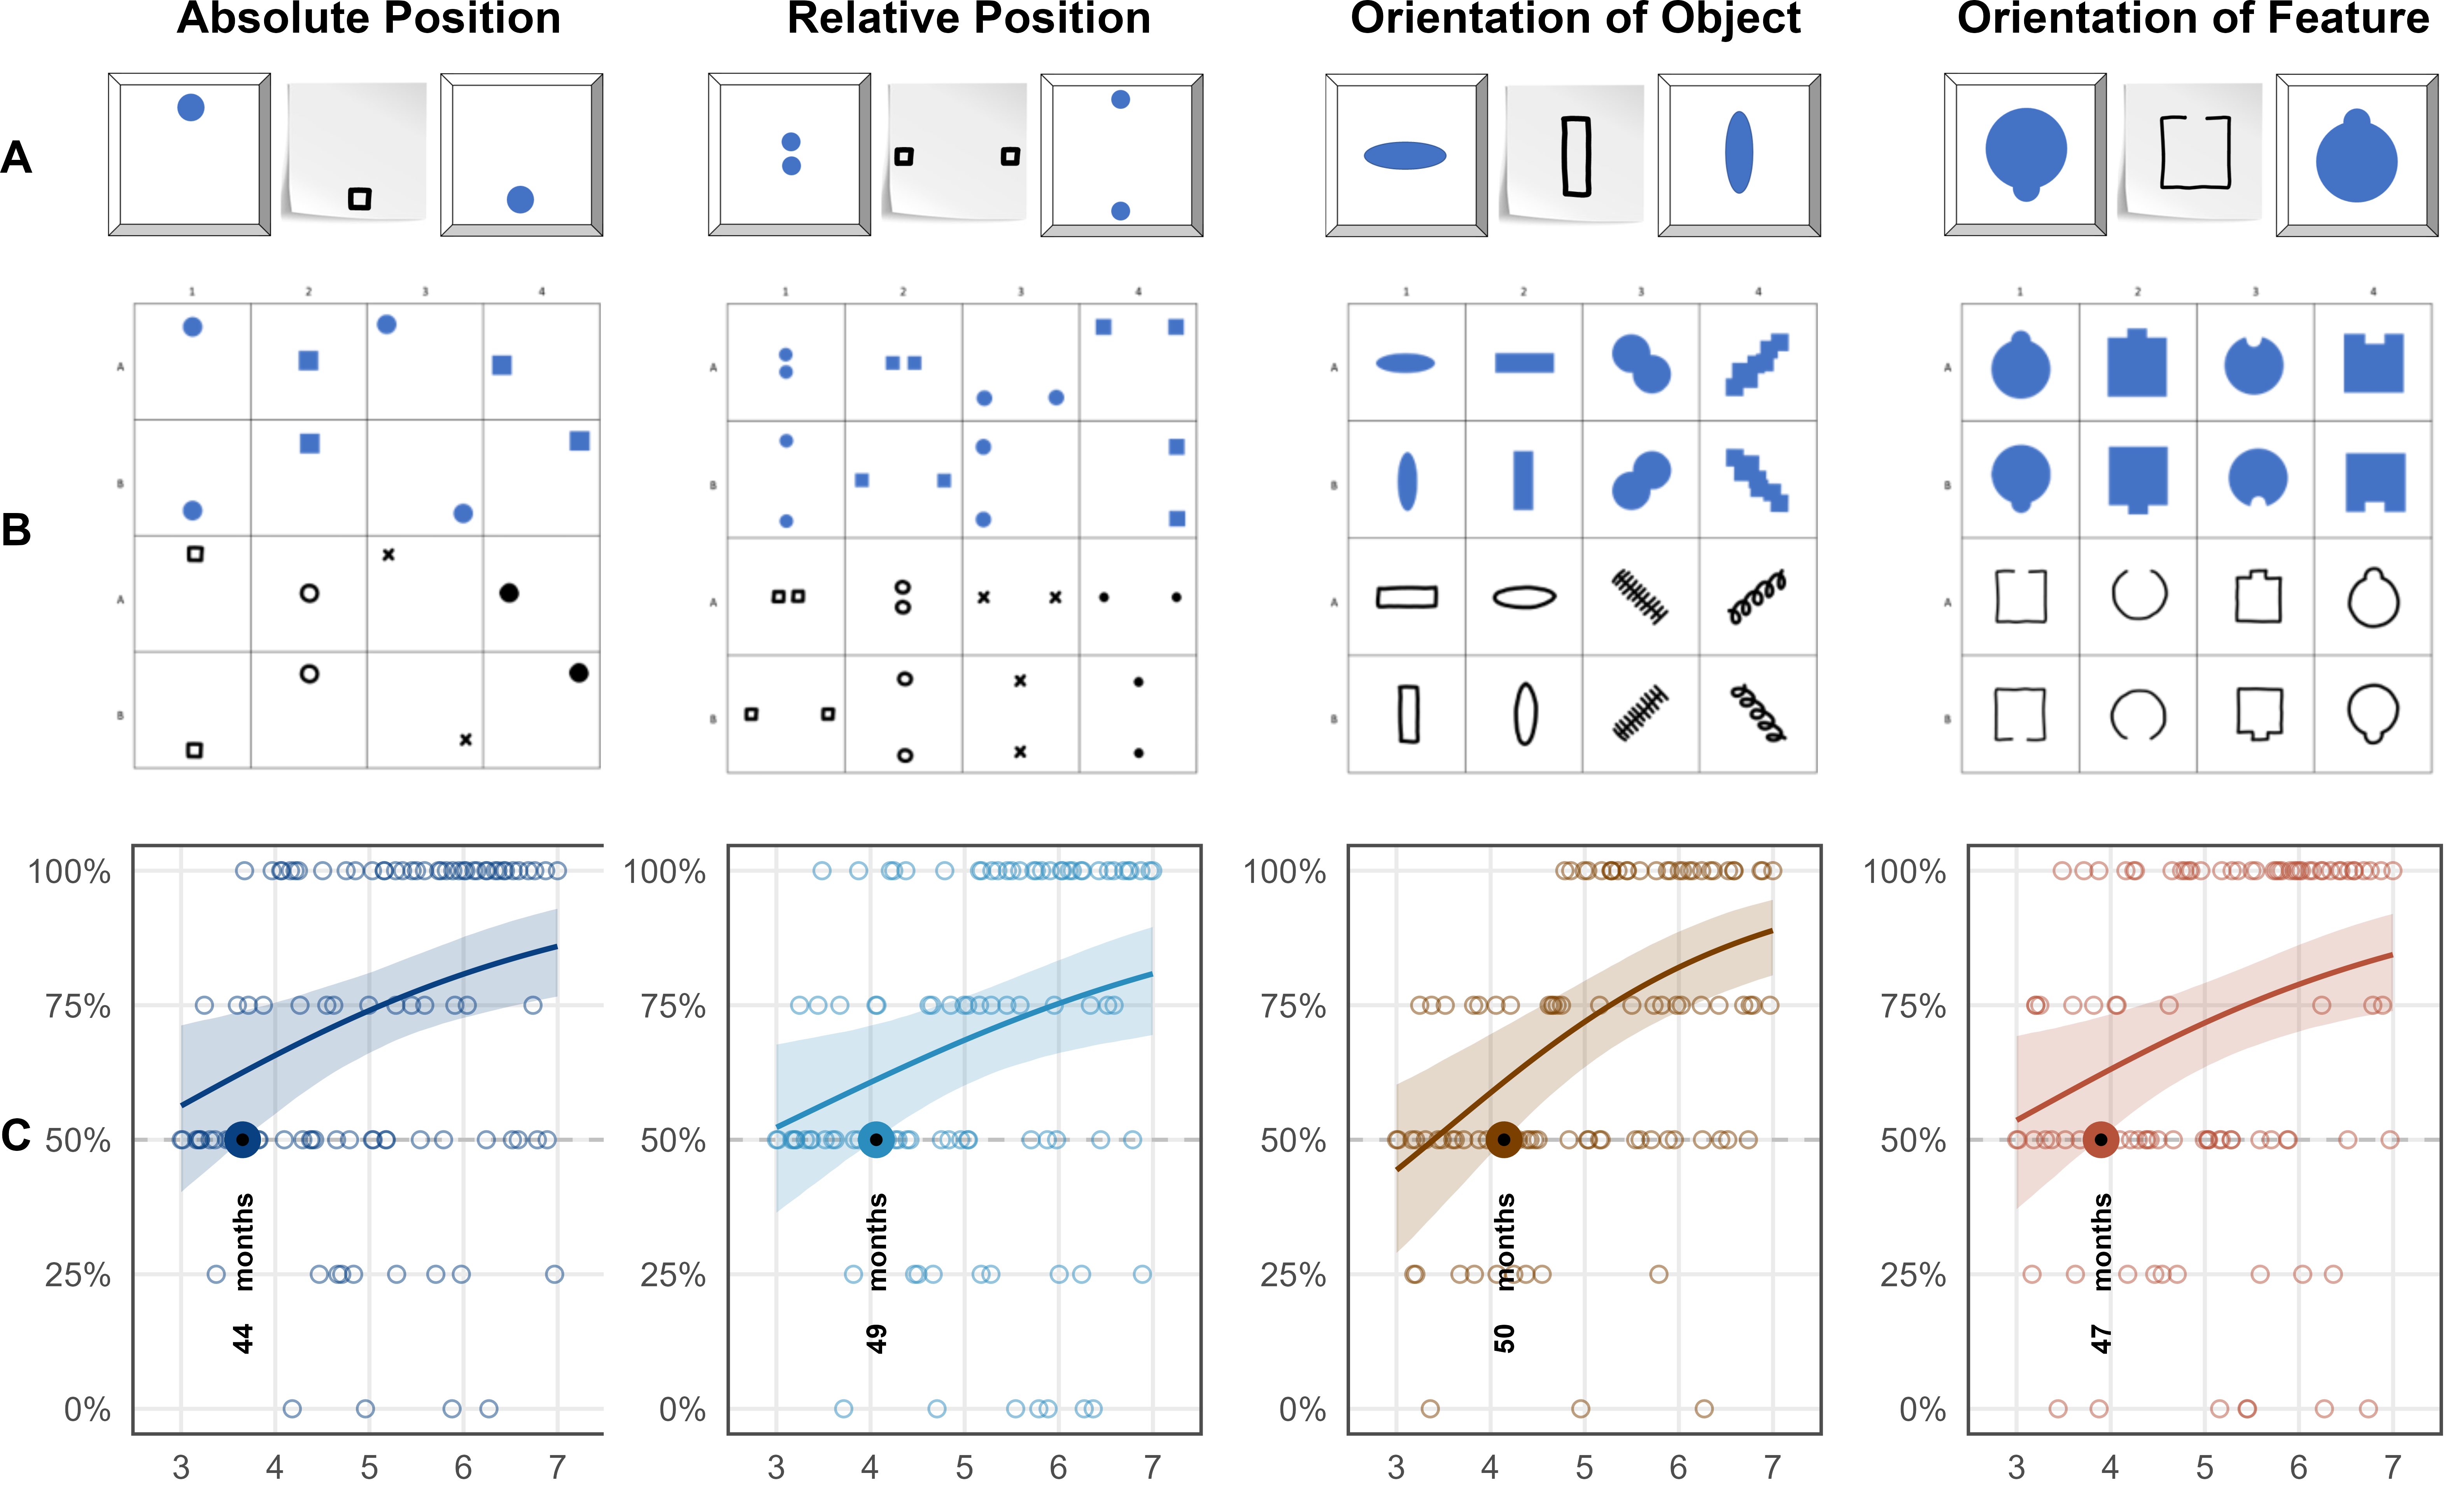 Absolute Position Relative Position Orientation of Object Orientation of Feature
A
1 2 3 4 1 2 3 4 1 2 3 4 1 2 3 4
A A A A
B B B B
B
A A A A
B B B B
100% 100% 100% 100%
75% 75% 75% 75%
C
50% 50% 50% 50%
44 months 49 months 50 months 47 months
25% 25% 25% 25%
0% 0% 0% 0%
3 4 5 6 7 3 4 5 6 7 3 4 5 6 7 3 4 5 6 7